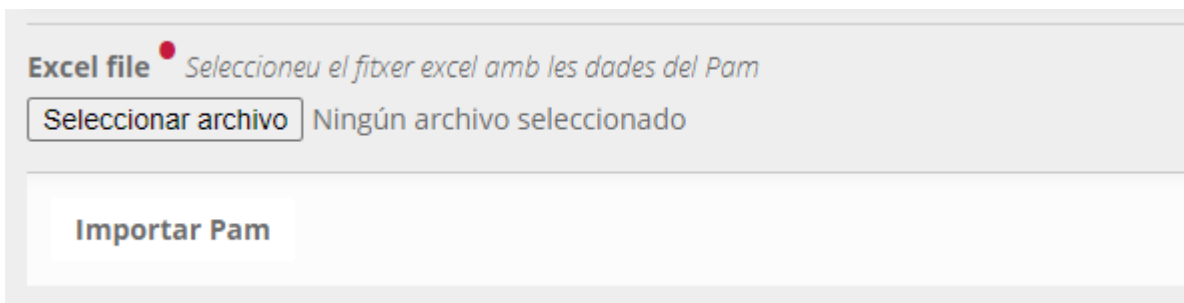 Excel file Seleccioneu el fitxer excel amb les dades del Pam
Seleccionar archivo Ningún archivo seleccionado
Importar Pam